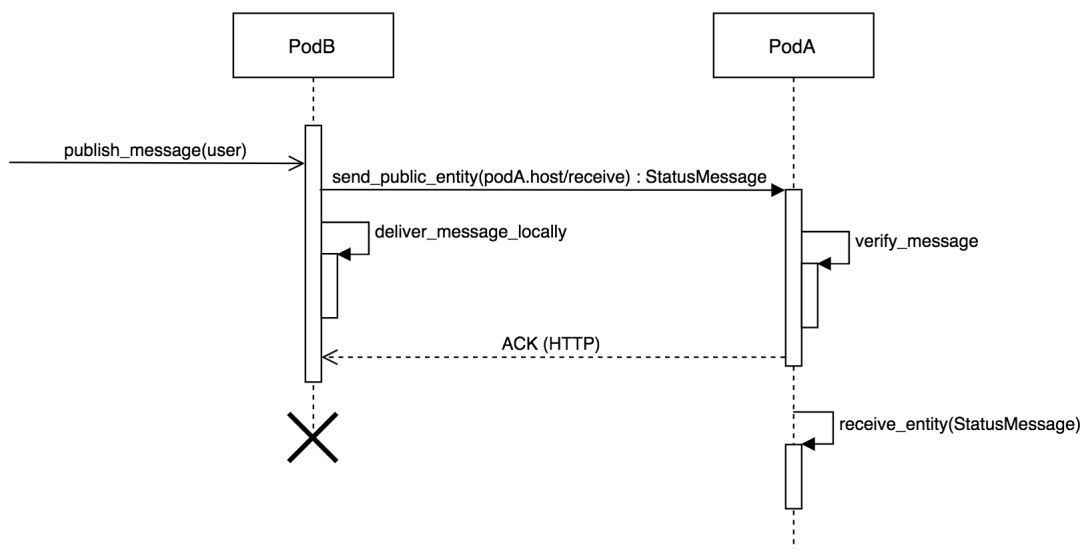 PodB
PodA
publish_message(user)
send_public_entity(podA.host/receive) : StatusMessage
deliver_message_locally
verify_message
ACK (HTTP)
receive_entity(StatusMessage)